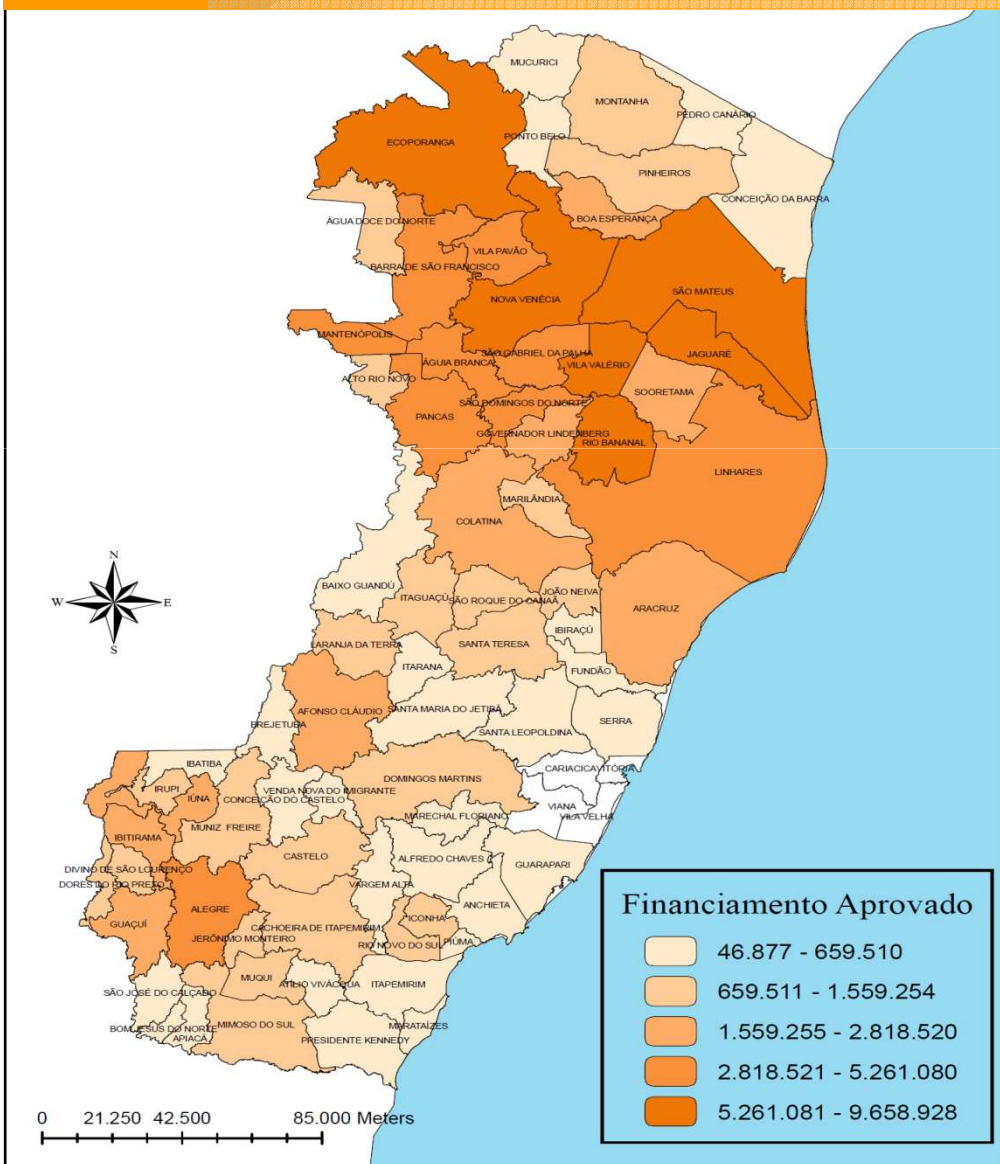 MUCURICI
MONTANHA
PEDRO CANÁRIO
ECOPORANGA
PONTO BELO
PINHEIROS
CONCEIÇÃO DA BARRA
ÁGUA DOCE DO NORTE
BOA ESPERANÇA
VILA PAVÃO
BARRA DE SÃO FRANCISCO
NOVA VENÉCIA
SÃO MATEUS
MANTENÓPOLIS
ÁGUIA BRANCA
SÃO GABRIEL DA PALHA
VILA VALÉRIO
JAGUARÉ
ALTO RIO NOVO
SOORETAMA
PANCAS
SÃO DOMINGOS DO NORTE
GOVERNADOR LINDENBERG
RIO BANANAL
LINHARES
MARILÂNDIA
COLATINA
BAIXO GUANDÚ
ITAGUAÇÚ
SÃO ROQUE DO CANAÃ
JOÃO NEIVA
ARACRUZ
IBIRAÇÚ
LARANJA DA TERRA
SANTA TERESA
ITARANA
FUNDÃO
AFONSO CLÁUDIO
SANTA MARIA DO JETIBÁ
BREJETUBA
SANTA LEOPOLDINA
SERRA
IBATIBA
CARIACICA
VITÓRIA
DOMINGOS MARTINS
IRUPI
IÚNA
VENDA NOVA DO IMIGRANTE
CONCEIÇÃO DO CASTELO
VIANA
VILA VELHA
MARECHAL FLORIANO
MUNIZ FREIRE
IBITIRAMA
CASTELO
ALFREDO CHAVES
GUARAPARI
DIVINO DE SÃO LOURENÇO
DORES DO RIO PRETO
VARGEM ALTA
ANCHIETA
ALEGRE
GUAÇUÍ
ICONHA
CACHOEIRA DE ITAPEMIRIM
JERÔNIMO MONTEIRO
RIO NOVO DO SUL
PIÚMA
MUQUI
ATÍLIO VIVÁCQUA
ITAPEMIRIM
SÃO JOSÉ DO CALÇADO
BOM JESUS DO NORTE
APIACÁ
MIMOSO DO SUL
MARATAÍZES
PRESIDENTE KENNEDY
N
W E
S
0 21.250 42.500 85.000 Meters
Financiamento Aprovado
46.877 - 659.510
659.511 - 1.559.254
1.559.255 - 2.818.520
2.818.521 - 5.261.080
5.261.081 - 9.658.928